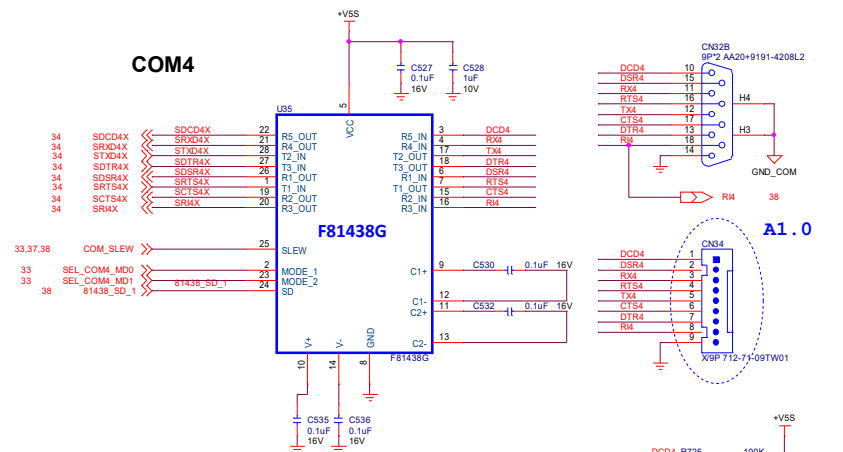 +V5S
COM4
C527
0.1uF
16V
C528
1uF
10V
U35
5
VCC
34 SDCD4X SDCD4X 22 R5_OUT R5_IN 3 DCD4
34 SRXD4X SRXD4X 21 R4_OUT R4_IN 4 RX4
34 STXD4X STXD4X 28 T2_IN T2_OUT 17 TX4
34 SDTR4X SDTR4X 27 T3_IN T3_OUT 18 DTR4
34 SDSR4X SDSR4X 26 R1_OUT R1_IN 6 DSR4
34 SRTS4X SRTS4X 1 T1_IN T1_OUT 7 RTS4
34 SCTS4X SCTS4X 19 R2_OUT R2_IN 15 CTS4
34 SRI4X SRI4X 20 R3_OUT R3_IN 16 RI4
F81438G
33,37,38 COM_SLEW 25 SLEW
33 SEL_COM4_MD0 2 MODE_1
33 SEL_COM4_MD1 23 MODE_2
38 81438_SD_1 81438_SD_1 24 SD
C1+ 9 C530 0.1uF 16V
C1- 12
C2+ 11 C532 0.1uF 16V
C2- 13
V+ V- GND
F81438G
10 14 8
C535
0.1uF
16V
C536
0.1uF
16V
CN32B
9P*2 AA20+9191-4208L2
DCD4 10
DSR4 15
RX4 11
RTS4 16
TX4 12
CTS4 17
DTR4 13
RI4 18
14
H4
H3
GND_COM
RI4 38
A1.0
CN34
DCD4 1
DSR4 2
RX4 3
RTS4 4
TX4 5
CTS4 6
DTR4 7
RI4 8
9
X/9P 712-71-09TW01
+V5S
DCD4 R725 100K